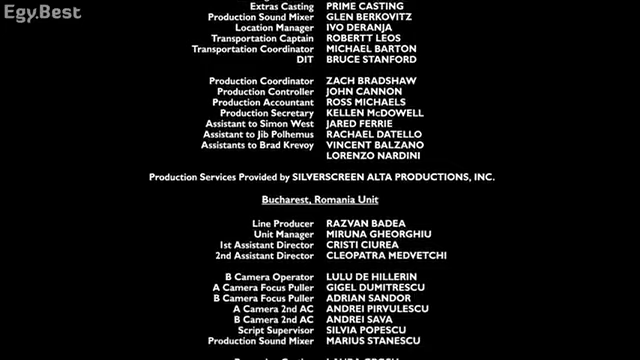 Egy.Best
Extras Casting PRIME CASTING
Production Sound Mixer GLEN BERKOVITZ
Location Manager IVO DERANJA
Transportation Captain ROBERTT LEOS
Transportation Coordinator MICHAEL BARTON
DIT BRUCE STANFORD
Production Coordinator ZACH BRADSHAW
Production Controller JOHN CANNON
Production Accountant ROSS MICHAELS
Production Secretary KELLEN McDOWELL
Assistant to Simon West JARED FERRIE
Assistant to Jib Polhemus RACHAEL DATELLO
Assistants to Brad Krevoy VINCENT BALZANO
LORENZO NARDINI
Production Services Provided by SILVERSCREEN ALTA PRODUCTIONS, INC.
Bucharest, Romania Unit
Line Producer RAZVAN BADEA
Unit Manager MIRUNA GHEORGHIU
1st Assistant Director CRISTI CIUREA
2nd Assistant Director CLEOPATRA MEDVETCHI
B Camera Operator LULU DE HILLERIN
A Camera Focus Puller GIGEL DUMITRESCU
B Camera Focus Puller ADRIAN SANDOR
A Camera 2nd AC ANDREI PIRVULESCU
B Camera 2nd AC ANDREI SAVA
Script Supervisor SILVIA POPESCU
Production Sound Mixer MARIUS STANESCU